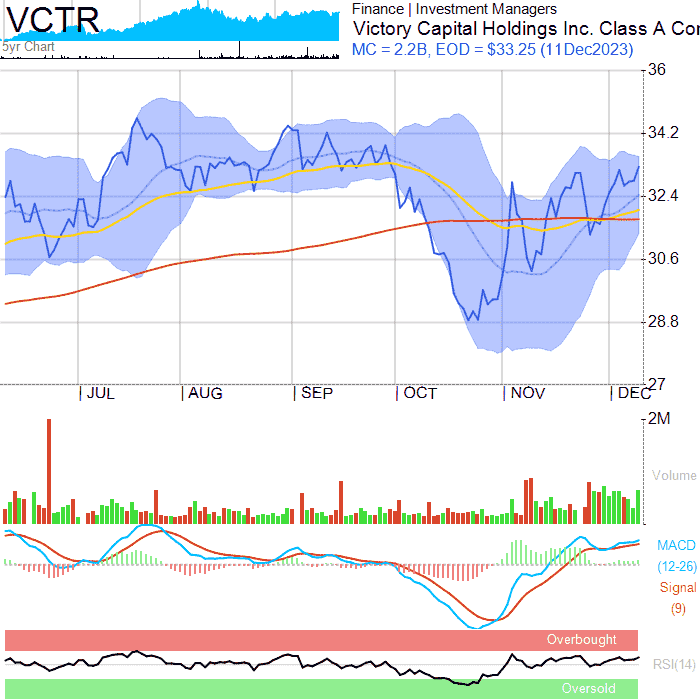 VCTR
5yr Chart
Finance | Investment Managers
Victory Capital Holdings Inc. Class A Cor
MC = 2.2B, EOD = $33.25 (11Dec2023)
36
34.2
32.4
30.6
28.8
27
JUL AUG SEP OCT NOV DEC
2M
Volume
MACD
(12-26)
Signal
(9)
Overbought
RSI(14)
Oversold